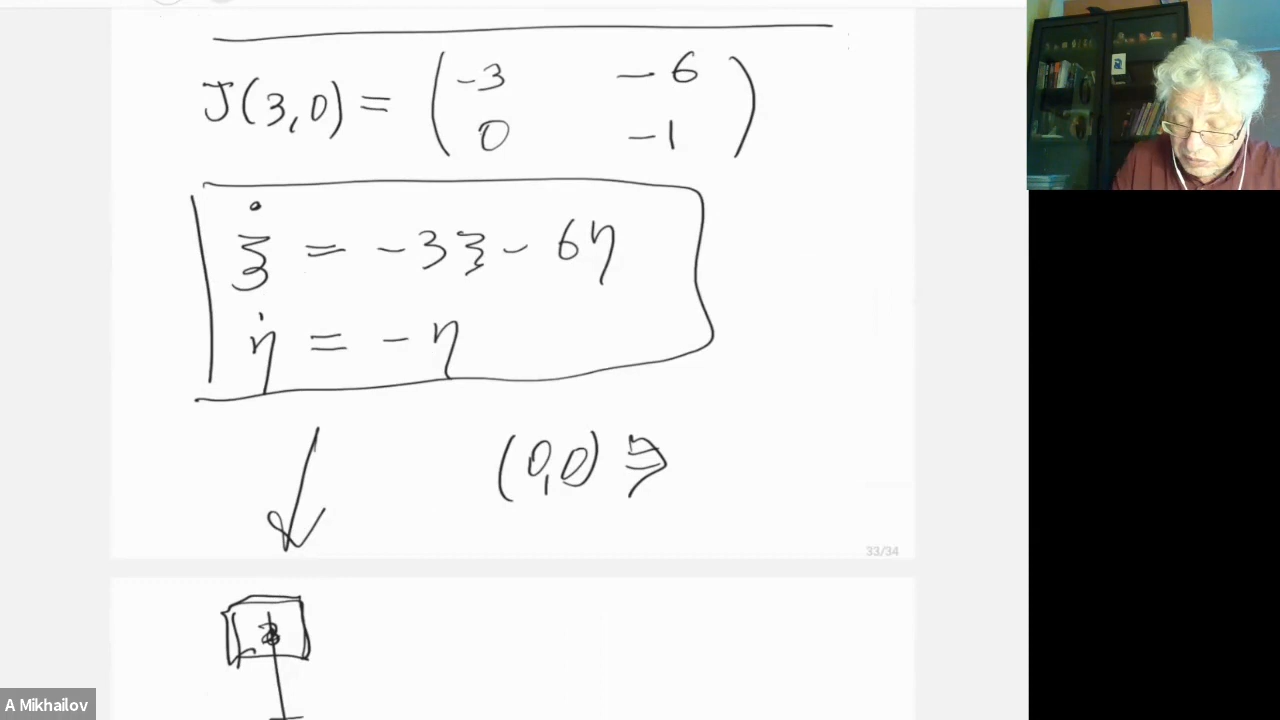 J(3,0) = ( -3 -6
0 -1 )
ξ̇ = -3ξ - 6η
η̇ = -η
(0,0) ⇒
33/34
A Mikhailov